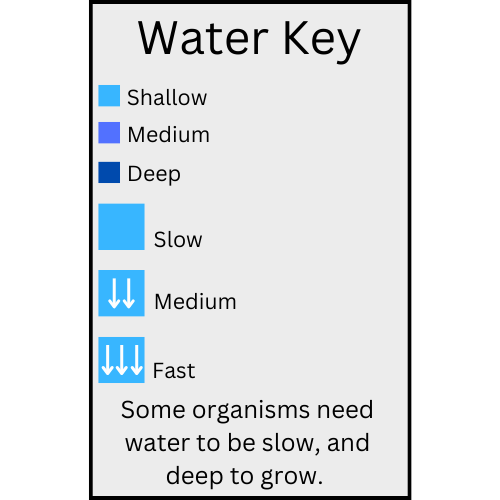 Water Key
Shallow
Medium
Deep
Slow
Medium
Fast
Some organisms need
water to be slow, and
deep to grow.